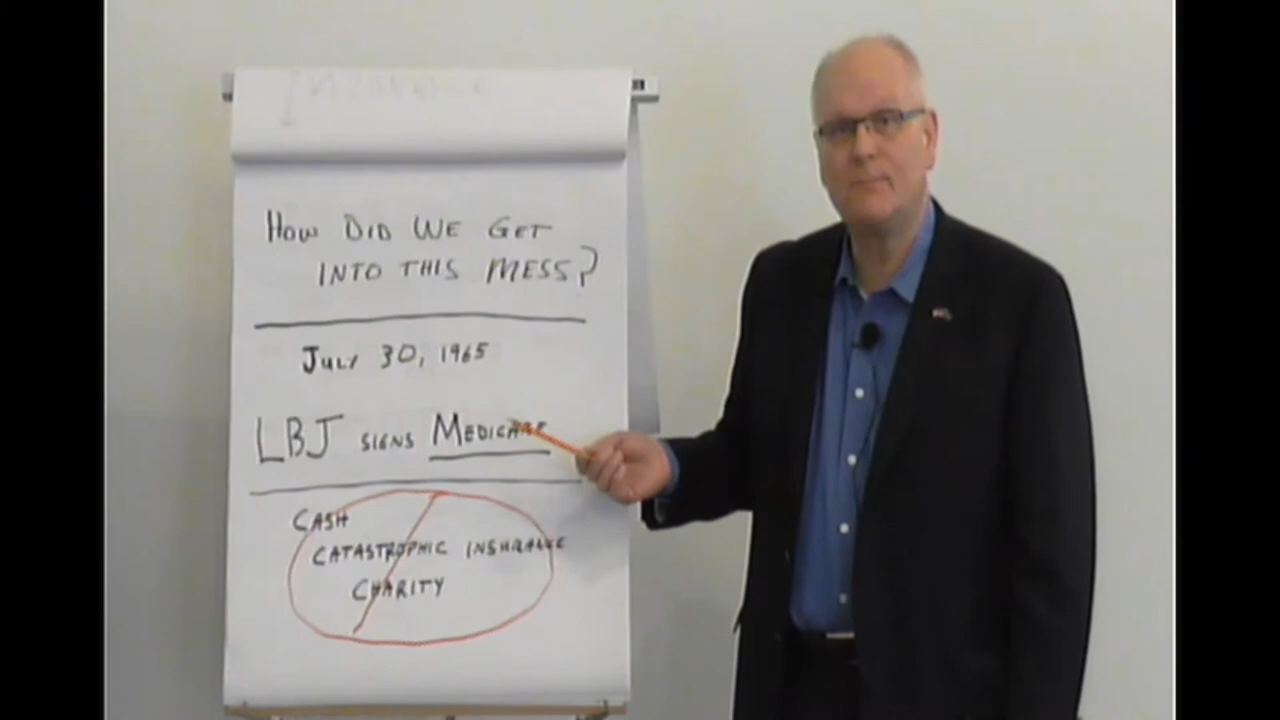 HOW DID WE GET
INTO THIS MESS?
JULY 30, 1965
LBJ SIGNS MEDICARE
CASH
CATASTROPHIC INSURANCE
CHARITY